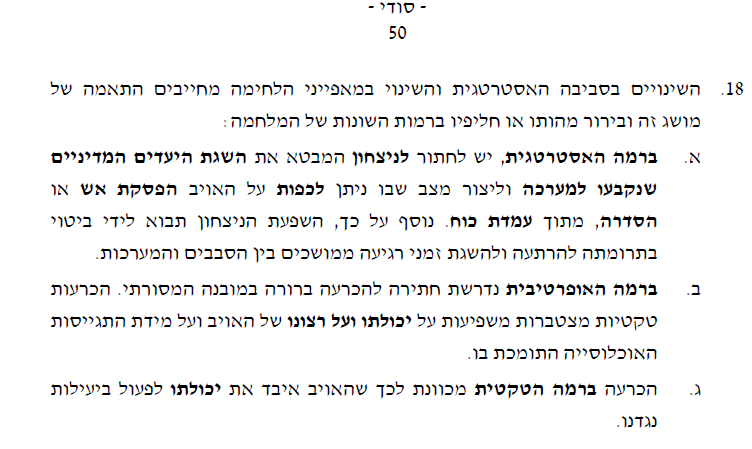 - סודי -
50
18. השינויים בסביבה האסטרטגית והשינוי במאפייני הלחימה מחייבים התאמה של
מושג זה ובירור מהותו או חליפיו ברמות השונות של המלחמה:
א. ברמה האסטרטגית, יש לחתור לניצחון המבטא את השגת היעדים המדיניים
שנקבעו למערכה וליצור מצב שבו ניתן לכפות על האויב הפסקת אש או
הסדרה, מתוך עמדת כוח. נוסף על כך, השפעת הניצחון תבוא לידי ביטוי
בתרומתה להרתעה ולהשגת זמני רגיעה ממושכים בין הסבבים והמערכות.
ב. ברמה האופרטיבית נדרשת חתירה להכרעה ברורה במובנה המסורתי. הכרעות
טקטיות מצטברות משפיעות על יכולתו ועל רצונו של האויב ועל מידת התגייסות
האוכלוסייה התומכת בו.
ג. הכרעה ברמה הטקטית מכוונת לכך שהאויב איבד את יכולתו לפעול ביעילות
נגדנו.